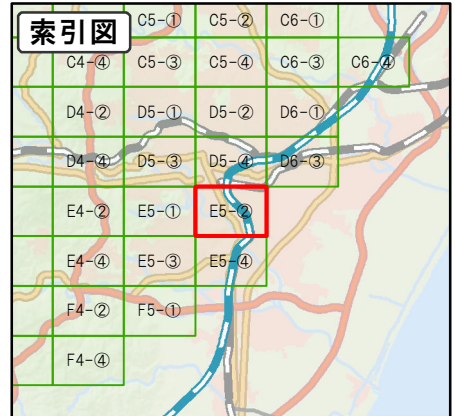 索引図
C5-① C5-② C6-①
C4-④ C5-③ C5-④ C6-③ C6-④
D4-② D5-① D5-② D6-①
D4-④ D5-③ D5-④ D6-③
E4-② E5-① E5-②
E4-④ E5-③ E5-④
F4-② F5-①
F4-④